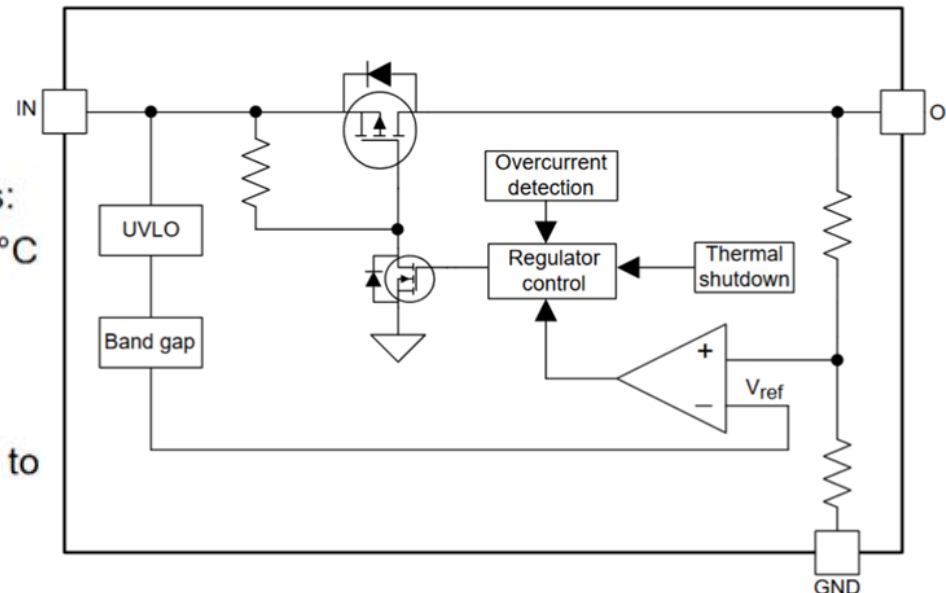 IN
O
s:
°C
to
UVLO
Band gap
Overcurrent
detection
Regulator
control
Thermal
shutdown
+
−
Vref
GND